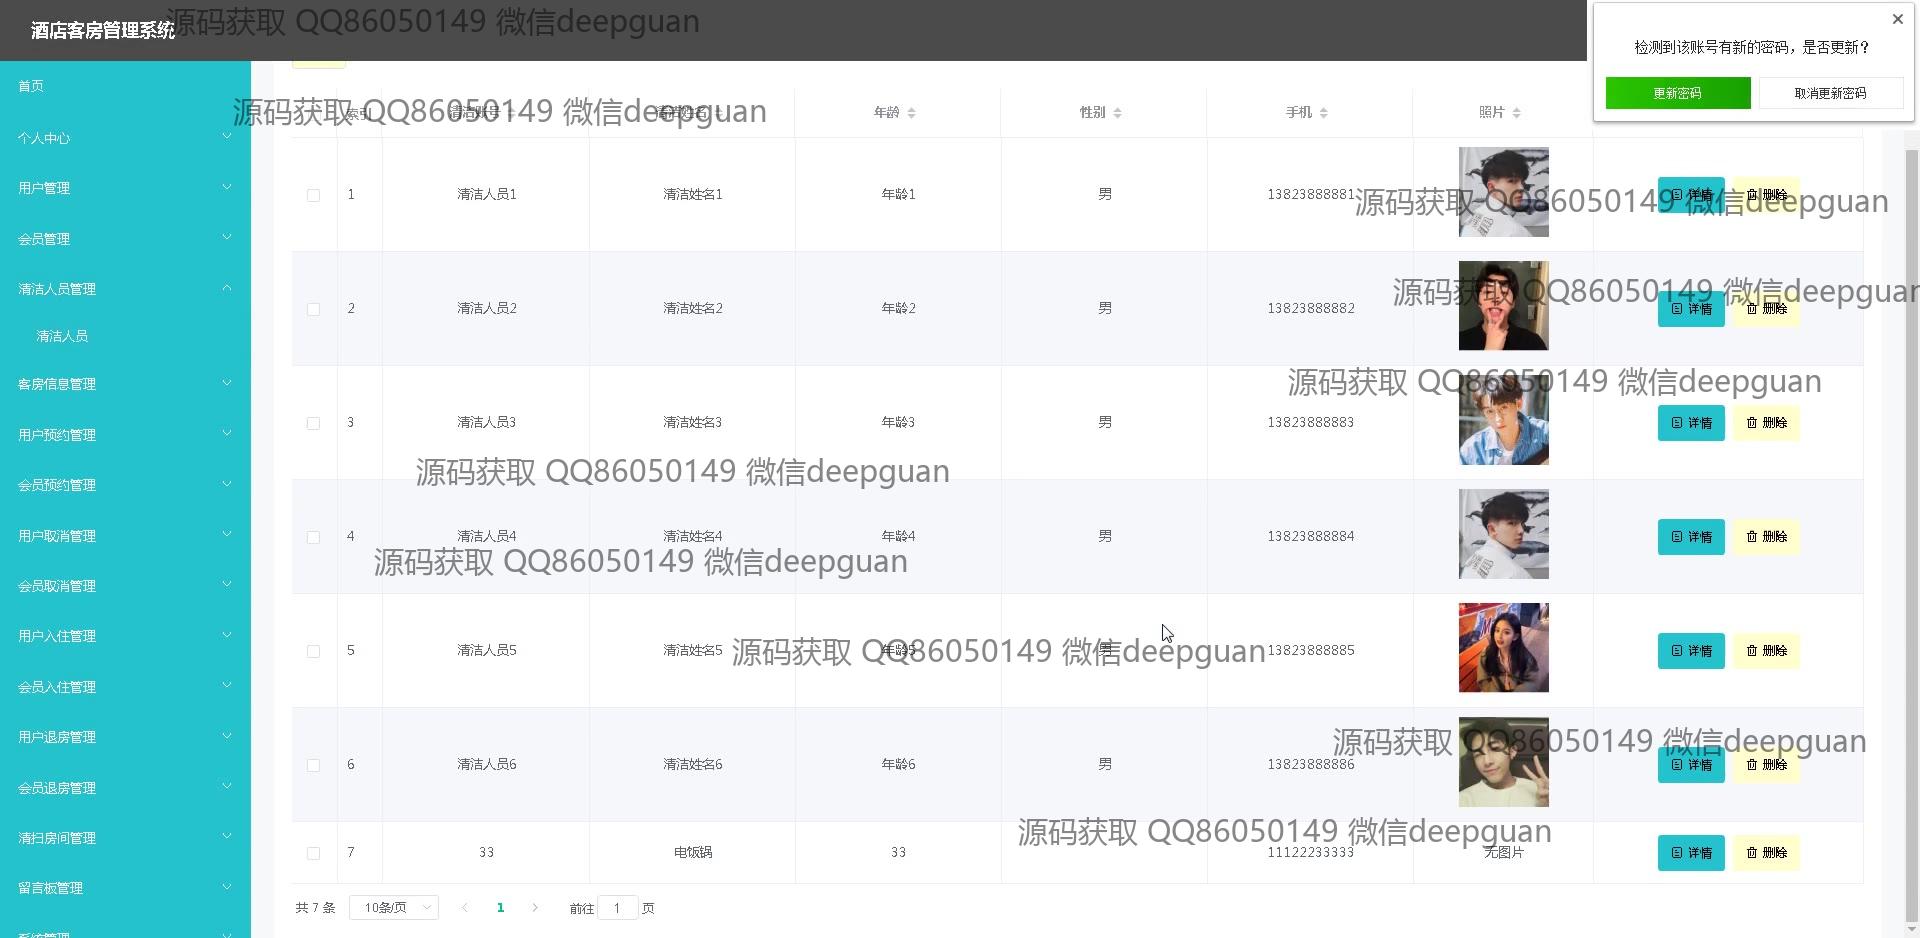 酒店客房管理系统
源码获取 QQ86050149 微信deepguan
检测到该账号有新的密码，是否更新？
更新密码 取消更新密码
首页
个人中心
用户管理
会员管理
清洁人员管理
清洁人员
客房信息管理
用户预约管理
会员预约管理
用户取消管理
会员取消管理
用户入住管理
会员入住管理
用户退房管理
会员退房管理
清扫房间管理
留言板管理
系统管理
索引 清洁账号 清洁姓名 年龄 性别 手机 照片
源码获取 QQ86050149 微信deepguan
1 清洁人员1 清洁姓名1 年龄1 男 13823888881 详情 删除
源码获取 QQ86050149 微信deepguan
源码获取 QQ86050149 微信deepguan
2 清洁人员2 清洁姓名2 年龄2 男 13823888882 详情 删除
源码获取 QQ86050149 微信deepguan
3 清洁人员3 清洁姓名3 年龄3 男 13823888883 详情 删除
源码获取 QQ86050149 微信deepguan
4 清洁人员4 清洁姓名4 年龄4 男 13823888884 详情 删除
源码获取 QQ86050149 微信deepguan
5 清洁人员5 清洁姓名5 年龄5 男 13823888885 详情 删除
源码获取 QQ86050149 微信deepguan
源码获取 QQ86050149 微信deepguan
6 清洁人员6 清洁姓名6 年龄6 男 13823888886 详情 删除
源码获取 QQ86050149 微信deepguan
7 33 电饭锅 33 11122233333 无图片 详情 删除
共 7 条 10条/页 1 前往 1 页